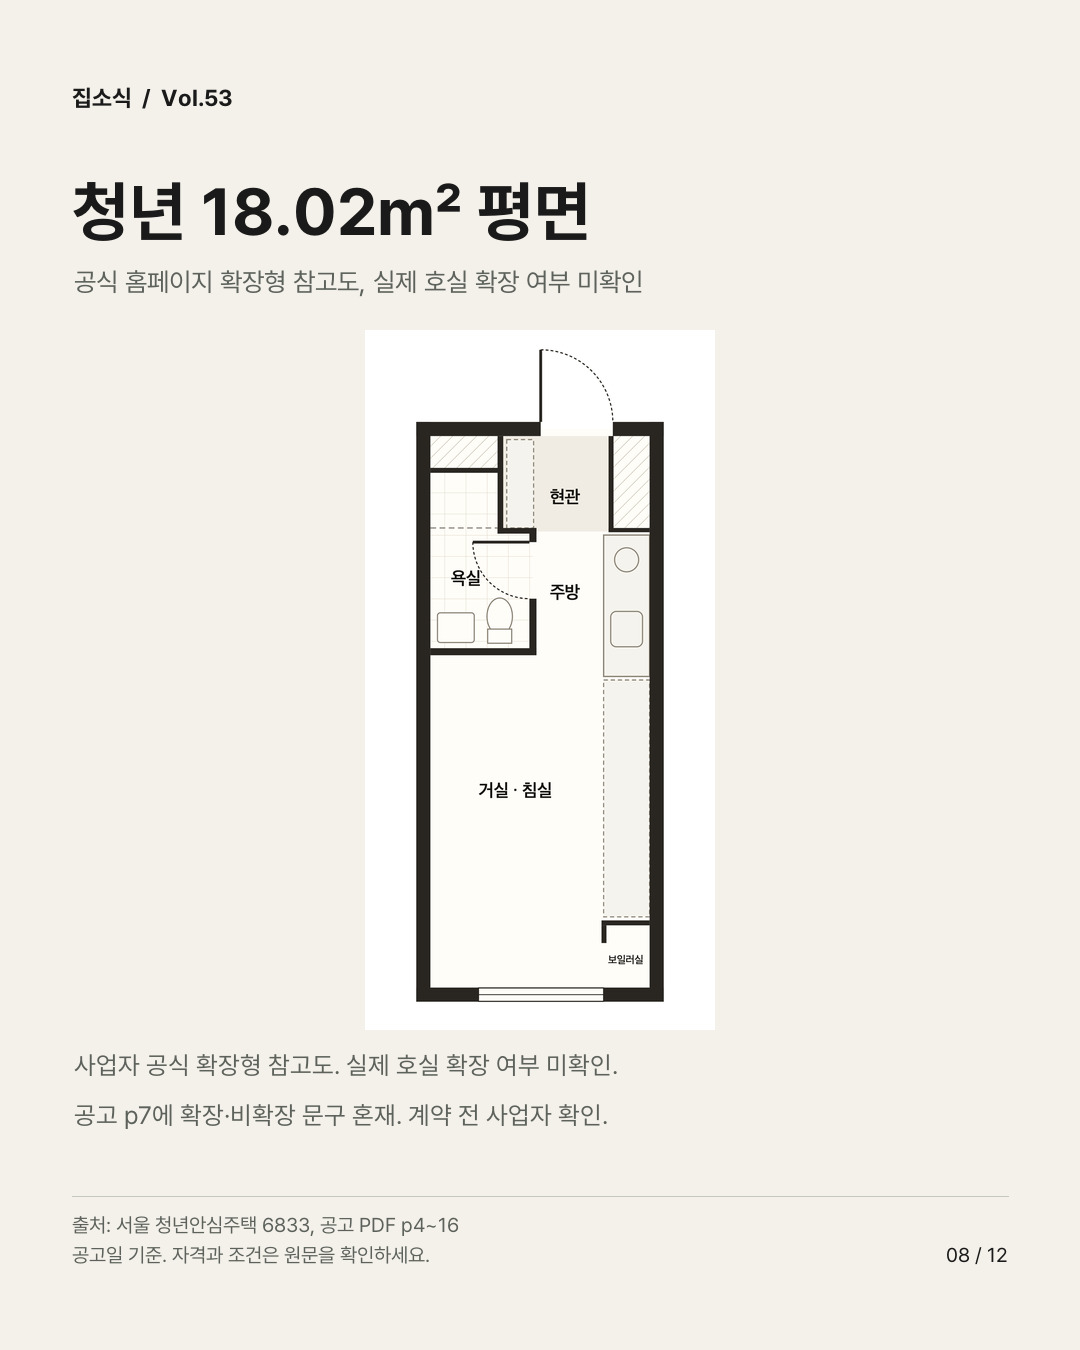 집소식 / Vol.53
청년 18.02m² 평면
공식 홈페이지 확장형 참고도, 실제 호실 확장 여부 미확인
현관
욕실
주방
거실 · 침실
보일러실
사업자 공식 확장형 참고도. 실제 호실 확장 여부 미확인.
공고 p7에 확장·비확장 문구 혼재. 계약 전 사업자 확인.
출처: 서울 청년안심주택 6833, 공고 PDF p4~16
공고일 기준. 자격과 조건은 원문을 확인하세요.
08 / 12